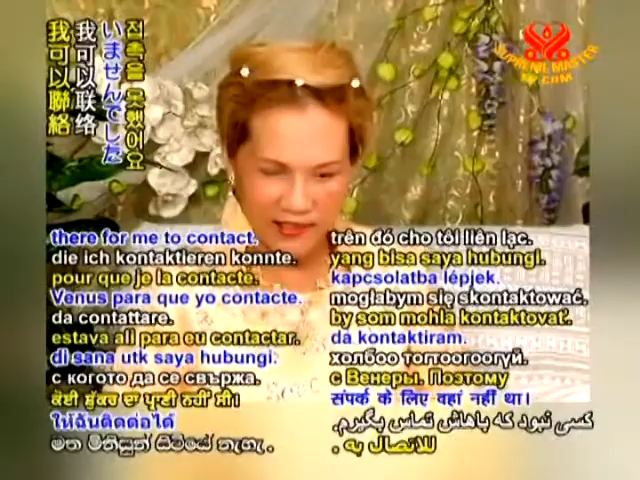 我可以聯絡
我可以联络
いませんでした
접촉을 못했어요
SUPREME MASTER
TV.COM
there for me to contact.
die ich kontaktieren konnte.
pour que je la contacte.
Venus para que yo contacte.
da contattare.
estava ali para eu contactar.
di sana utk saya hubungi.
с когото да се свържа.
ਕੋਈ ਸ਼ੁੱਕਰ ਦਾ ਪ੍ਰਾਣੀ ਨਹੀਂ ਸੀ।
ให้ฉันติดต่อได้
trên đó cho tôi liên lạc.
yang bisa saya hubungi.
kapcsolatba lépjek.
mogłabym się skontaktować.
by som mohla kontaktovať.
da kontaktiram.
холбоо тогтоогоогүй.
с Венеры. Поэтому
संपर्क के लिए वहां नहीं था।
کسی نبود که باهاش تماس بگیرم.
للاتصال به .